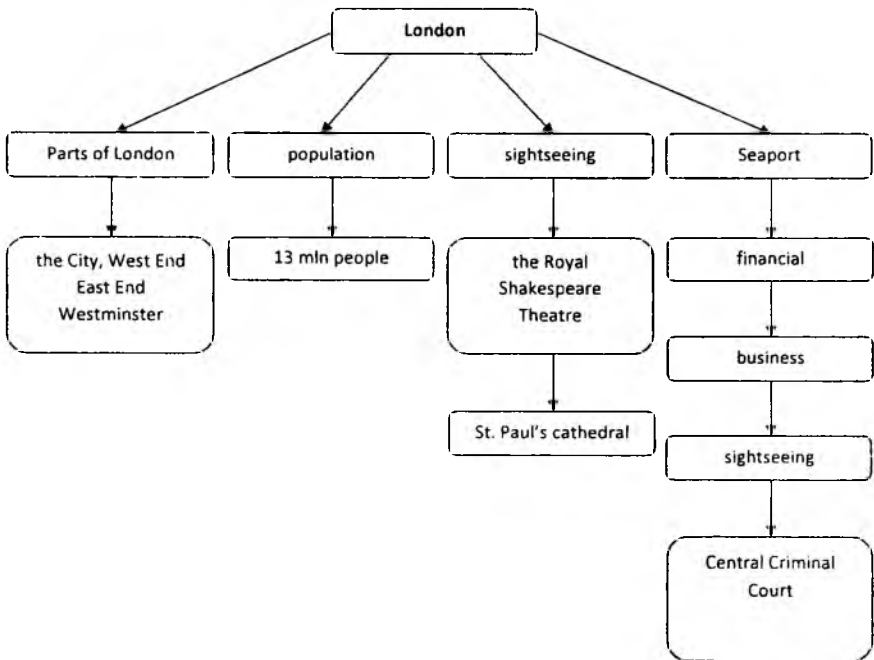 London
Parts of London
population
sightseeing
Seaport
the City, West End
East End
Westminster
13 mln people
the Royal
Shakespeare
Theatre
financial
business
St. Paul's cathedral
sightseeing
Central Criminal
Court